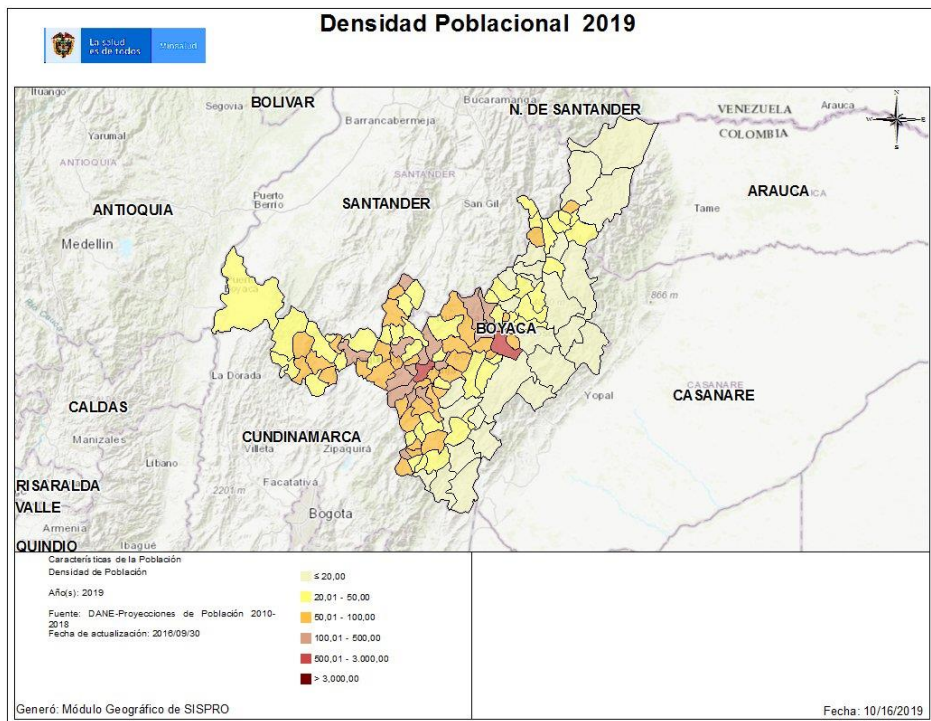 Densidad Poblacional 2019
La salud
es de todos
Minsalud
Ituango
Segovia
BOLIVAR
Bucaramanga
N. DE SANTANDER
VENEZUELA
Arauca
N
W
E
S
Yarumal
Barrancabermeja
COLOMBIA
ANTIOQUIA
SANTANDER
ANTIOQUIA
Puerto
Berrio
SANTANDER
San Gil
ARAUCA
Tame
Medellin
866 m
BOYACA
La Dorada
Yopal
CASANARE
CASANARE
CALDAS
Manizales
CUNDINAMARCA
Villeta
Zipaquirá
Libano
Facatativá
RISARALDA
2201 m
VALLE
Bogota
Armenia
QUINDIO
Ibagué
Características de la Población
Densidad de Población
Año(s): 2019
Fuente: DANE-Proyecciones de Población 2010-
2018
Fecha de actualización: 2016/09/30
≤ 20,00
20,01 - 50,00
50,01 - 100,00
100,01 - 500,00
500,01 - 3.000,00
> 3,000,00
Generó: Módulo Geográfico de SISPRO
Fecha: 10/16/2019